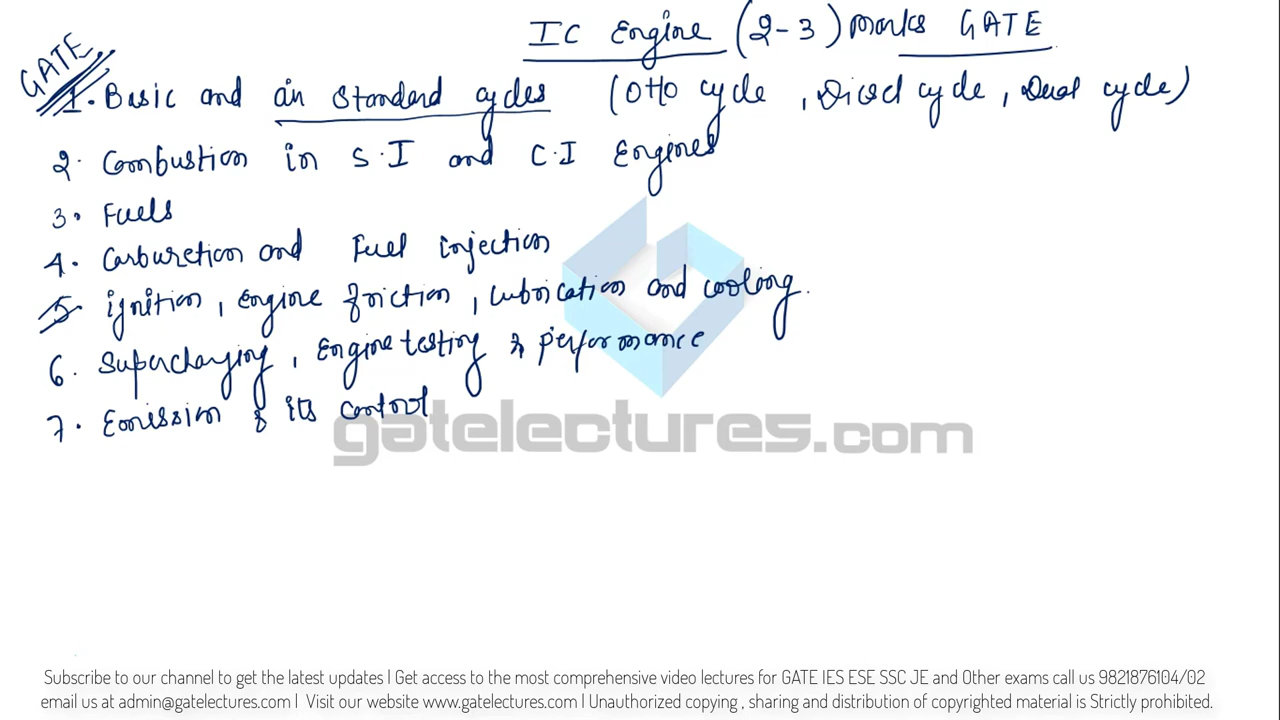 IC Engine (2-3) marks GATE
GATE
1. Basic and air standard cycles (Otto cycle, Diesel cycle, Dual cycle)
2. Combustion in S.I and C.I Engines
3. Fuels
4. Carburetion and Fuel injection
5. ignition, Engine friction, lubrication and cooling.
6. Supercharging, Engine testing & performance
7. Emission & its control
gatelectures.com
Subscribe to our channel to get the latest updates | Get access to the most comprehensive video lectures for GATE IES ESE SSC JE and Other exams call us 9821876104/02
email us at admin@gatelectures.com | Visit our website www.gatelectures.com | Unauthorized copying , sharing and distribution of copyrighted material is Strictly prohibited.